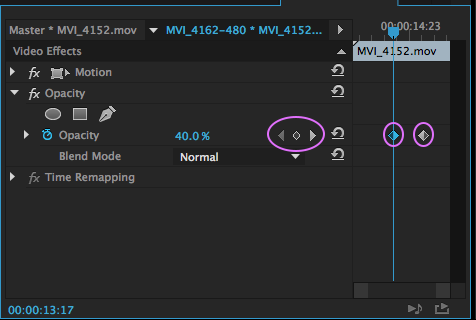 Master * MVI_4152.mov MVI_4162-480 * MVI_4152... 00:00:14:23
Video Effects MVI_4152.mov
fx Motion
fx Opacity
Opacity 40.0 %
Blend Mode Normal
fx Time Remapping
00:00:13:17